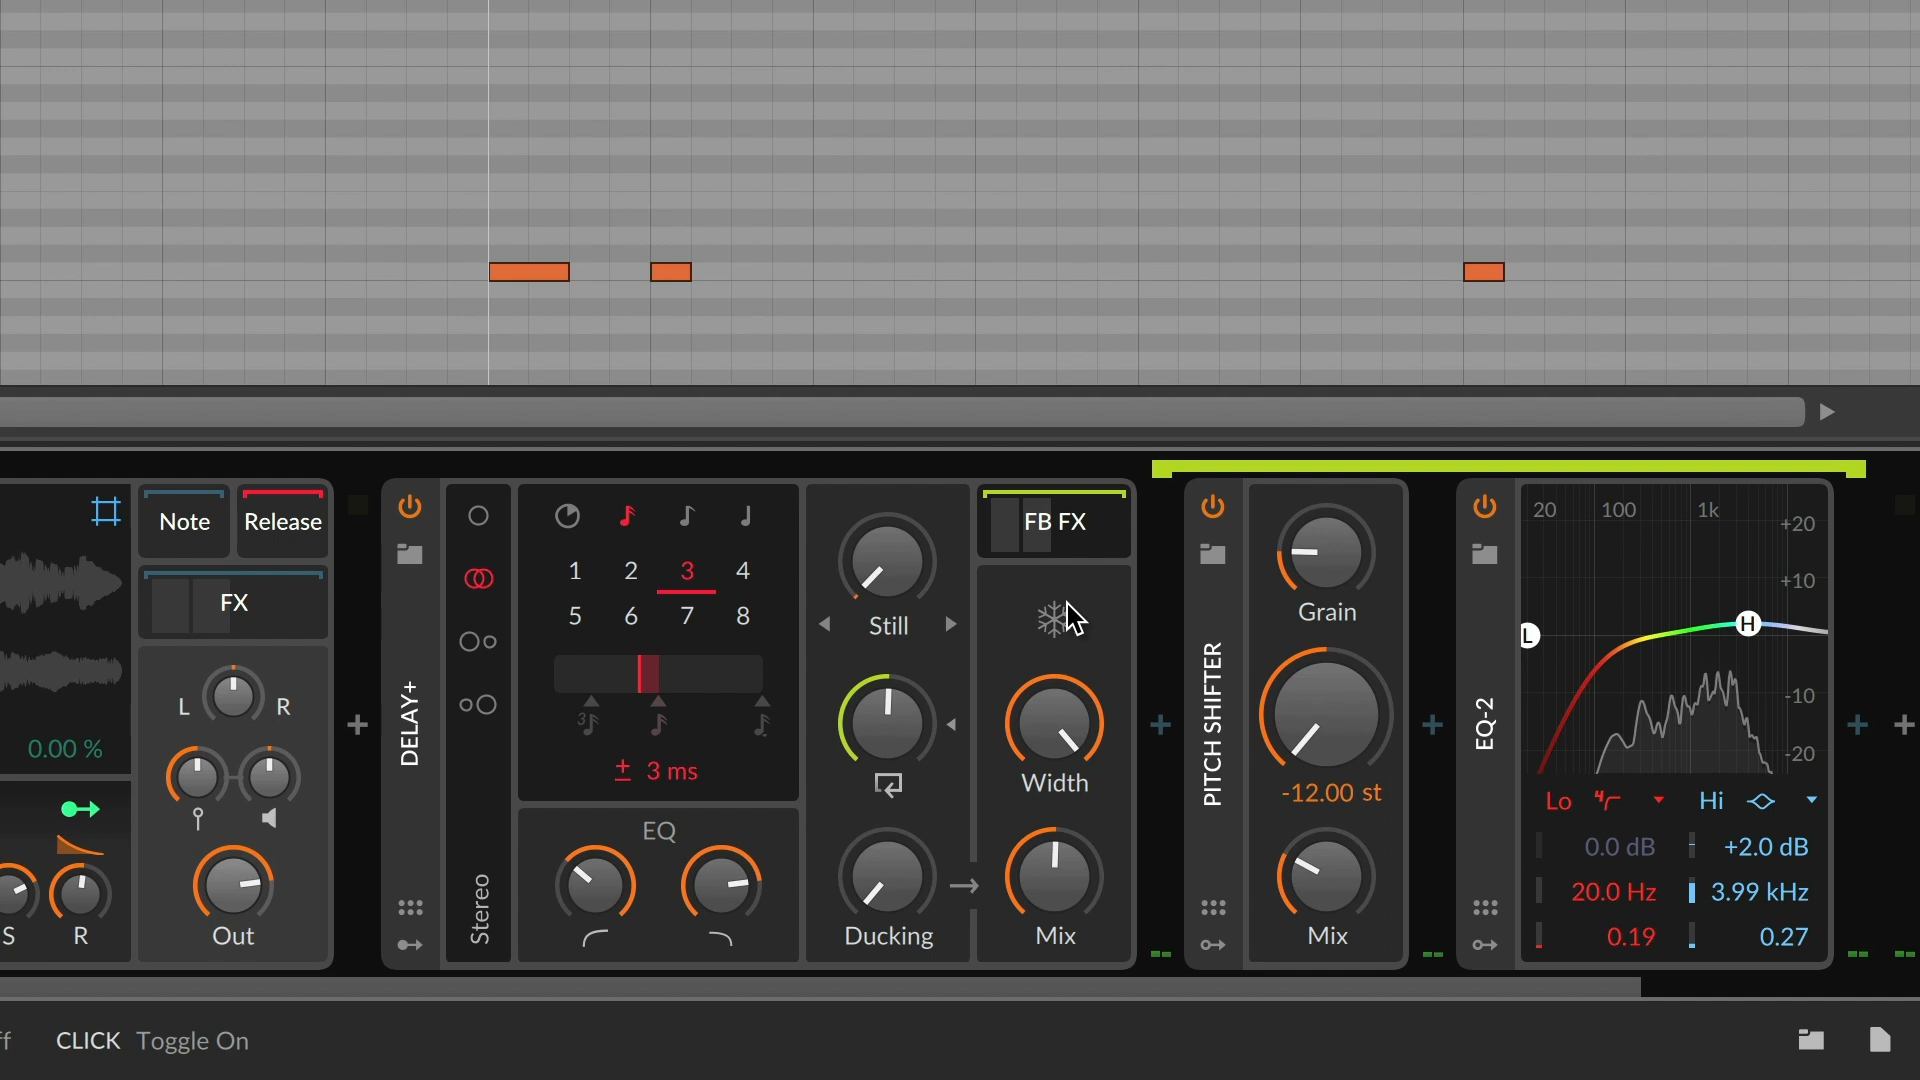 Note
Release
FX
L
R
0.00 %
S
R
Out
DELAY+
Stereo
1 2 3 4
5 6 7 8
3
± 3 ms
EQ
Still
Ducking
FB FX
Width
Mix
PITCH SHIFTER
Grain
-12.00 st
Mix
EQ-2
20 100 1k
+20
+10
-10
-20
L
H
Lo 4
Hi
0.0 dB
+2.0 dB
20.0 Hz
3.99 kHz
0.19
0.27
CLICK Toggle On